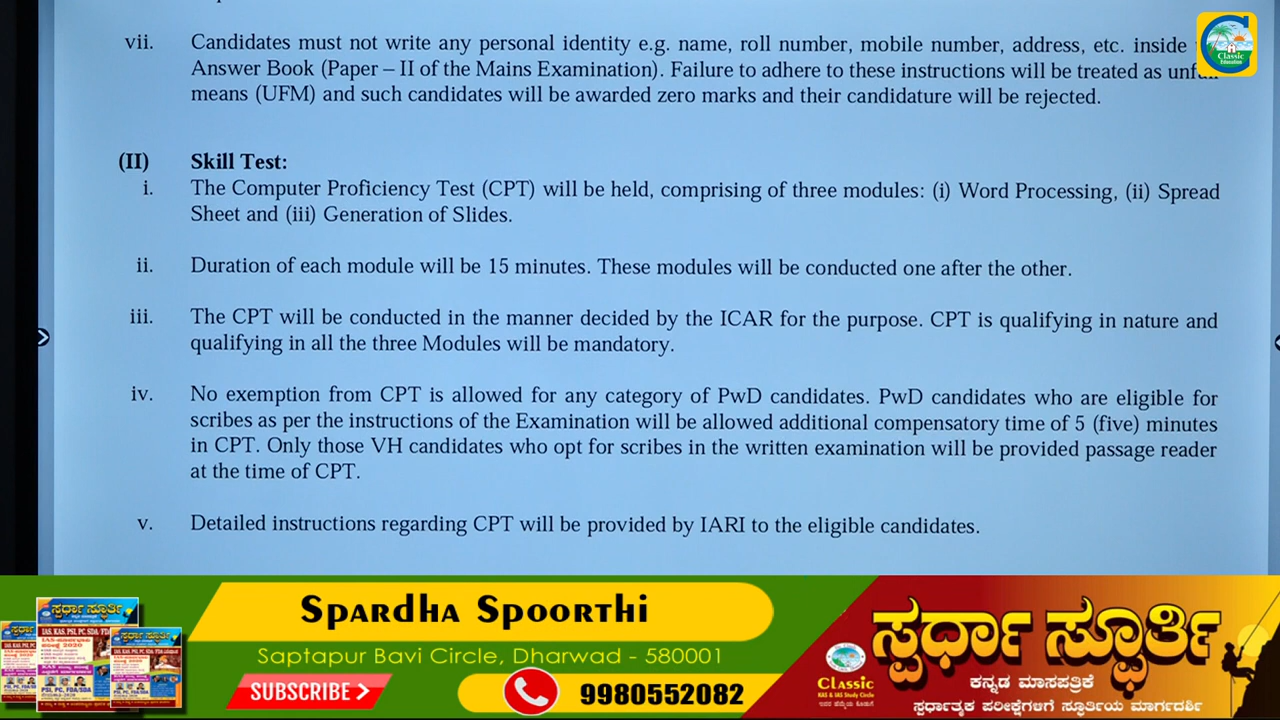 vii. Candidates must not write any personal identity e.g. name, roll number, mobile number, address, etc. inside
Answer Book (Paper – II of the Mains Examination). Failure to adhere to these instructions will be treated as unfair
means (UFM) and such candidates will be awarded zero marks and their candidature will be rejected.
(II) Skill Test:
i. The Computer Proficiency Test (CPT) will be held, comprising of three modules: (i) Word Processing, (ii) Spread
Sheet and (iii) Generation of Slides.
ii. Duration of each module will be 15 minutes. These modules will be conducted one after the other.
iii. The CPT will be conducted in the manner decided by the ICAR for the purpose. CPT is qualifying in nature and
qualifying in all the three Modules will be mandatory.
iv. No exemption from CPT is allowed for any category of PwD candidates. PwD candidates who are eligible for
scribes as per the instructions of the Examination will be allowed additional compensatory time of 5 (five) minutes
in CPT. Only those VH candidates who opt for scribes in the written examination will be provided passage reader
at the time of CPT.
v. Detailed instructions regarding CPT will be provided by IARI to the eligible candidates.
Classic
Education
Spardha Spoorthi
Saptapur Bavi Circle, Dharwad - 580001
SUBSCRIBE
9980552082
ಸ್ಪರ್ಧಾ ಸ್ಫೂರ್ತಿ
ಕನ್ನಡ ಮಾಸಪತ್ರಿಕೆ
ಸ್ಪರ್ಧಾತ್ಮಕ ಪರೀಕ್ಷೆಗಳಿಗೆ ಸ್ಫೂರ್ತಿಯ ಮಾರ್ಗದರ್ಶಿ
Classic
KAS & IAS Study Circle
ಸ್ಪರ್ಧಾ ಸ್ಫೂರ್ತಿ